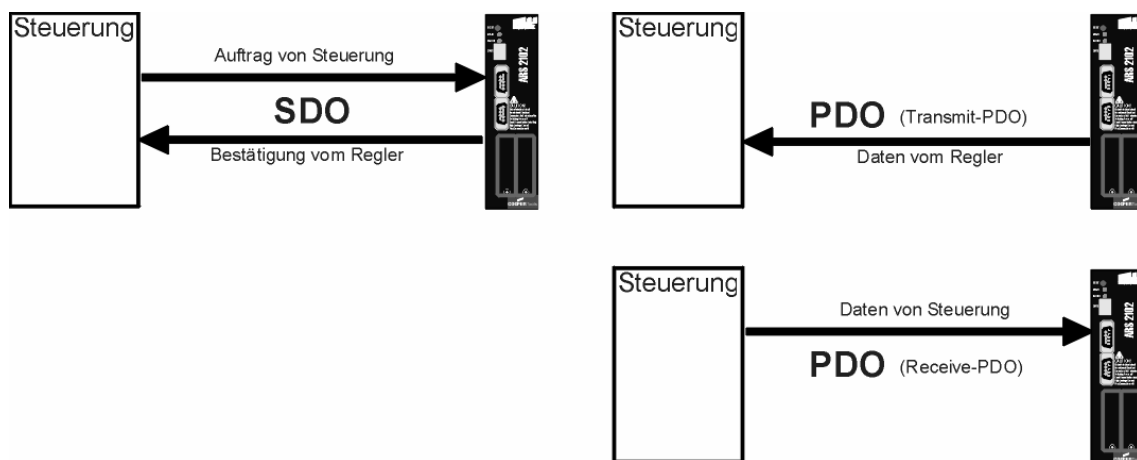 Steuerung
Auftrag von Steuerung
SDO
Bestätigung vom Regler
ARS 2102
Steuerung
PDO (Transmit-PDO)
Daten vom Regler
ARS 2102
Steuerung
Daten von Steuerung
PDO (Receive-PDO)
ARS 2102